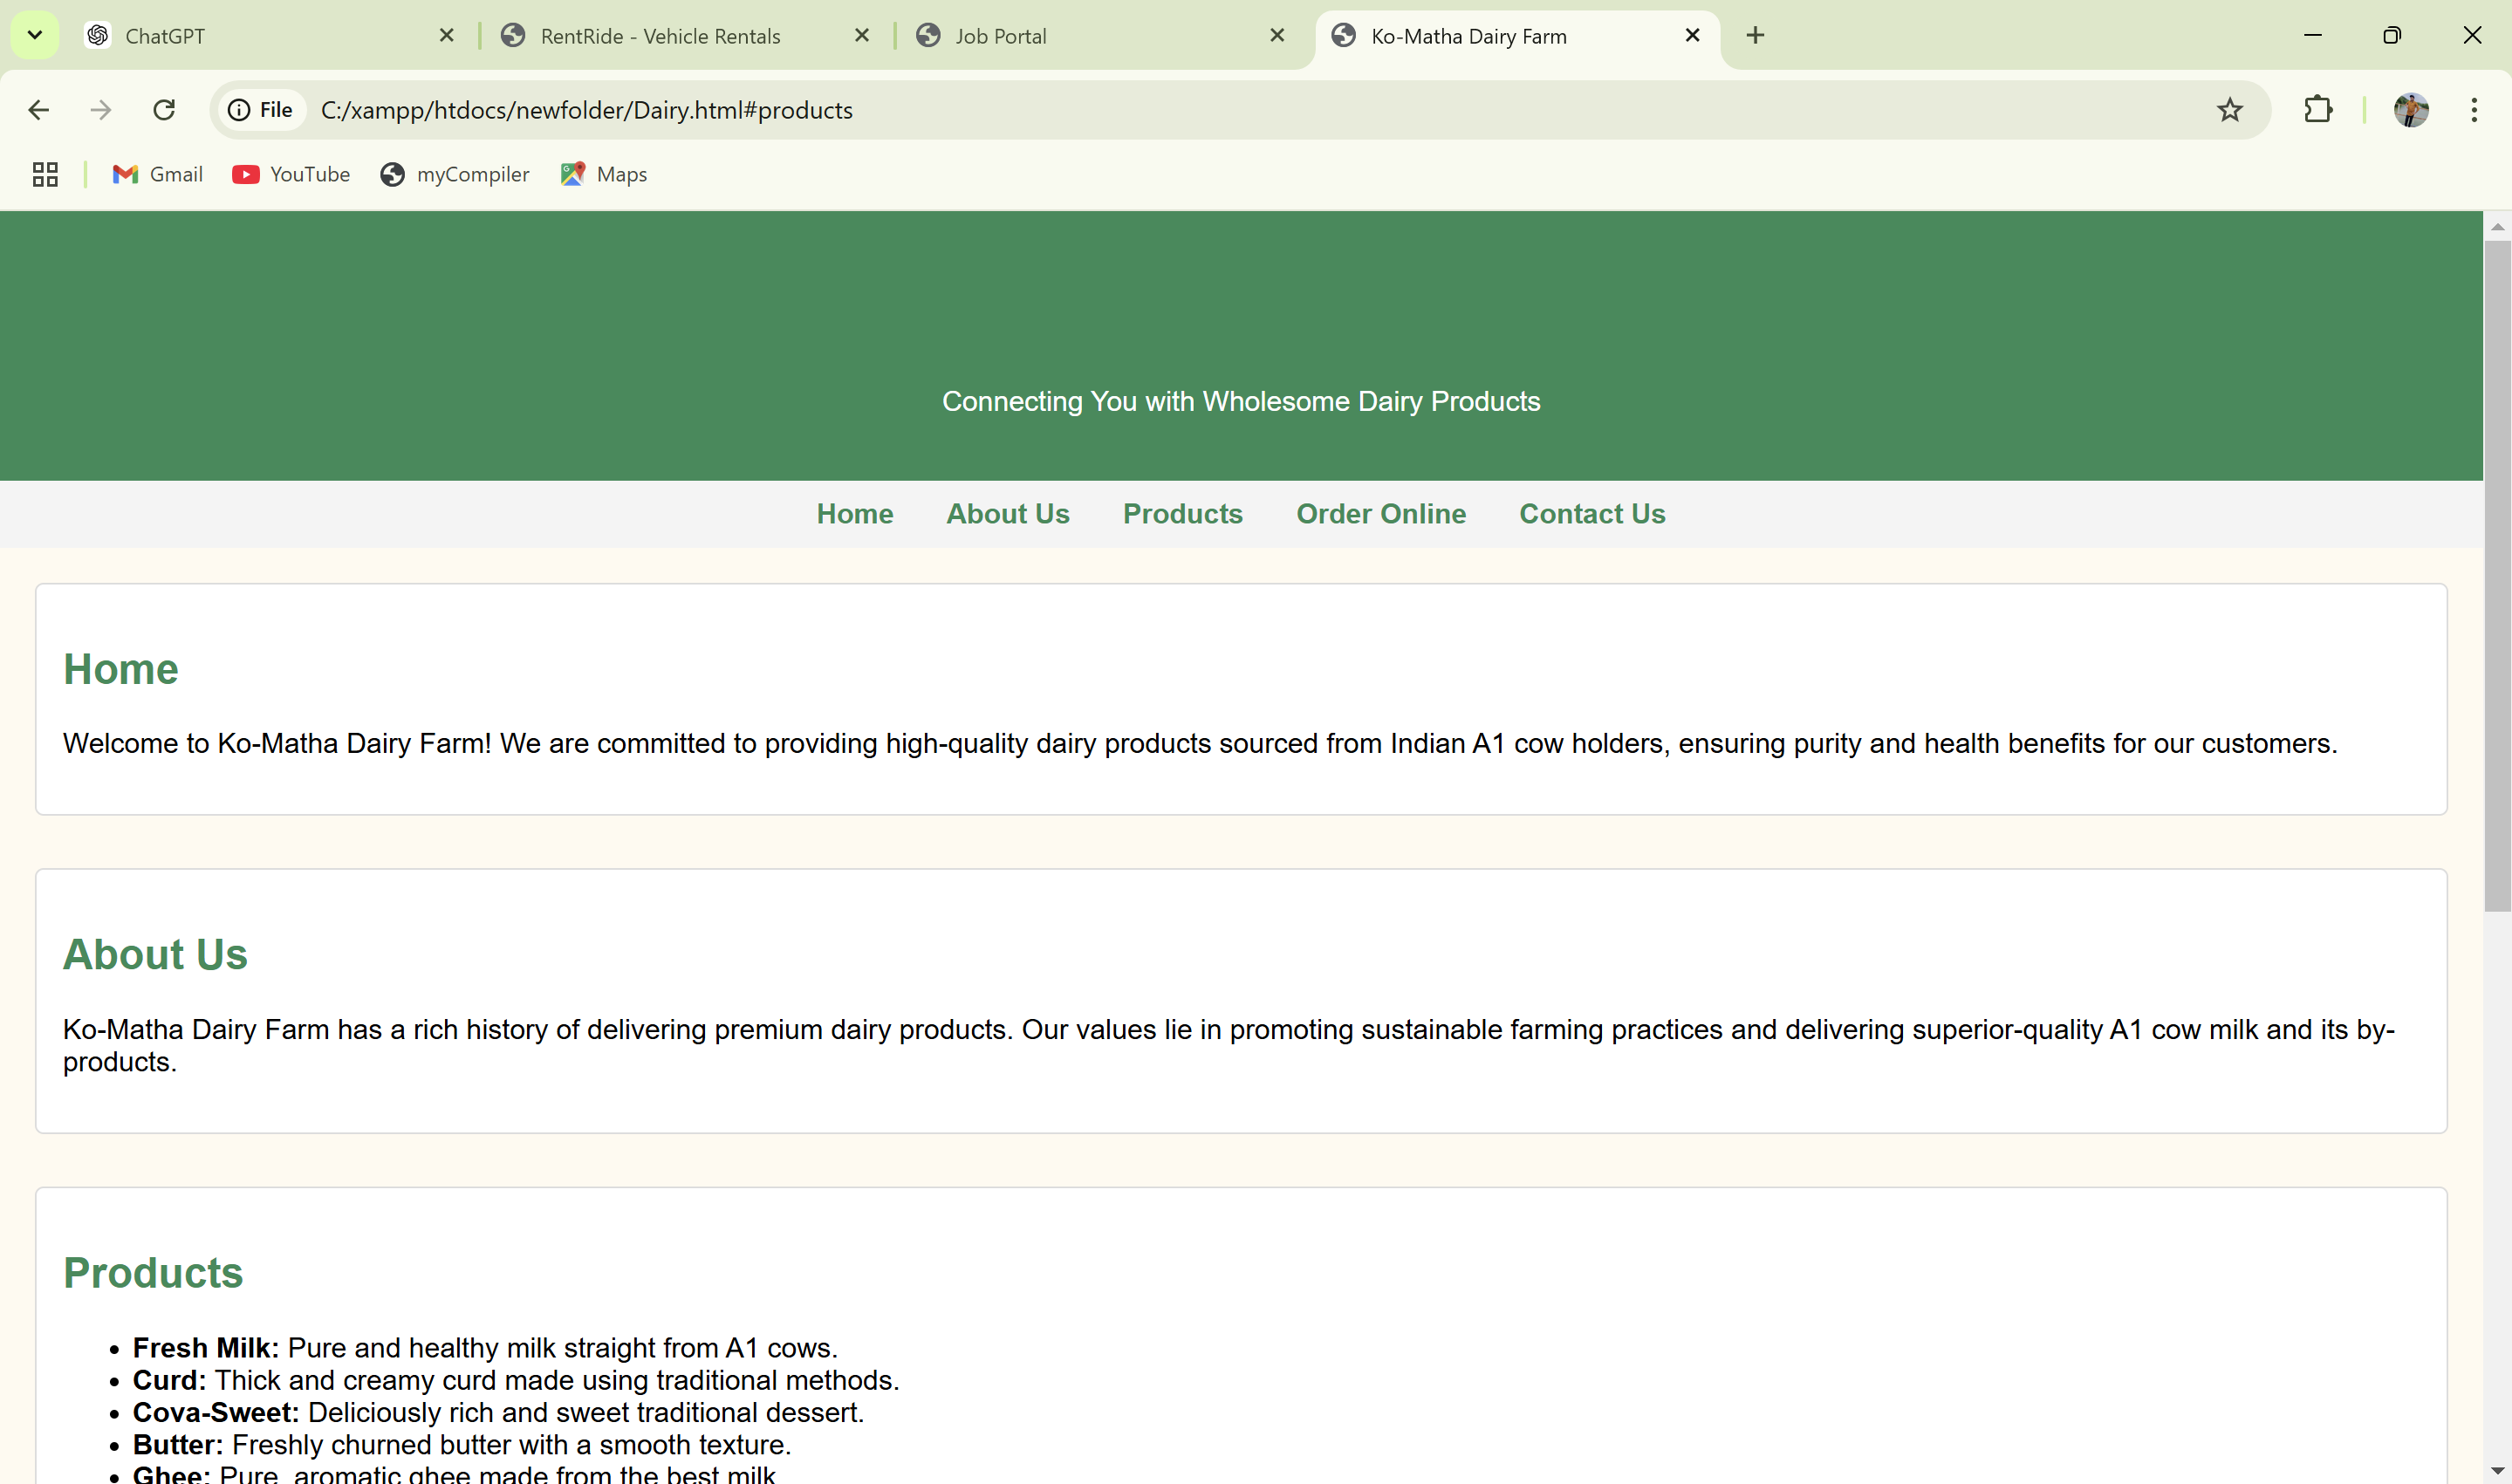 ChatGPT
RentRide - Vehicle Rentals
Job Portal
Ko-Matha Dairy Farm
File
C:/xampp/htdocs/newfolder/Dairy.html#products
Gmail
YouTube
myCompiler
Maps
Connecting You with Wholesome Dairy Products
Home About Us Products Order Online Contact Us
Home
Welcome to Ko-Matha Dairy Farm! We are committed to providing high-quality dairy products sourced from Indian A1 cow holders, ensuring purity and health benefits for our customers.
About Us
Ko-Matha Dairy Farm has a rich history of delivering premium dairy products. Our values lie in promoting sustainable farming practices and delivering superior-quality A1 cow milk and its by-
products.
Products
• Fresh Milk: Pure and healthy milk straight from A1 cows.
• Curd: Thick and creamy curd made using traditional methods.
• Cova-Sweet: Deliciously rich and sweet traditional dessert.
• Butter: Freshly churned butter with a smooth texture.
• Ghee: Pure, aromatic ghee made from the best milk